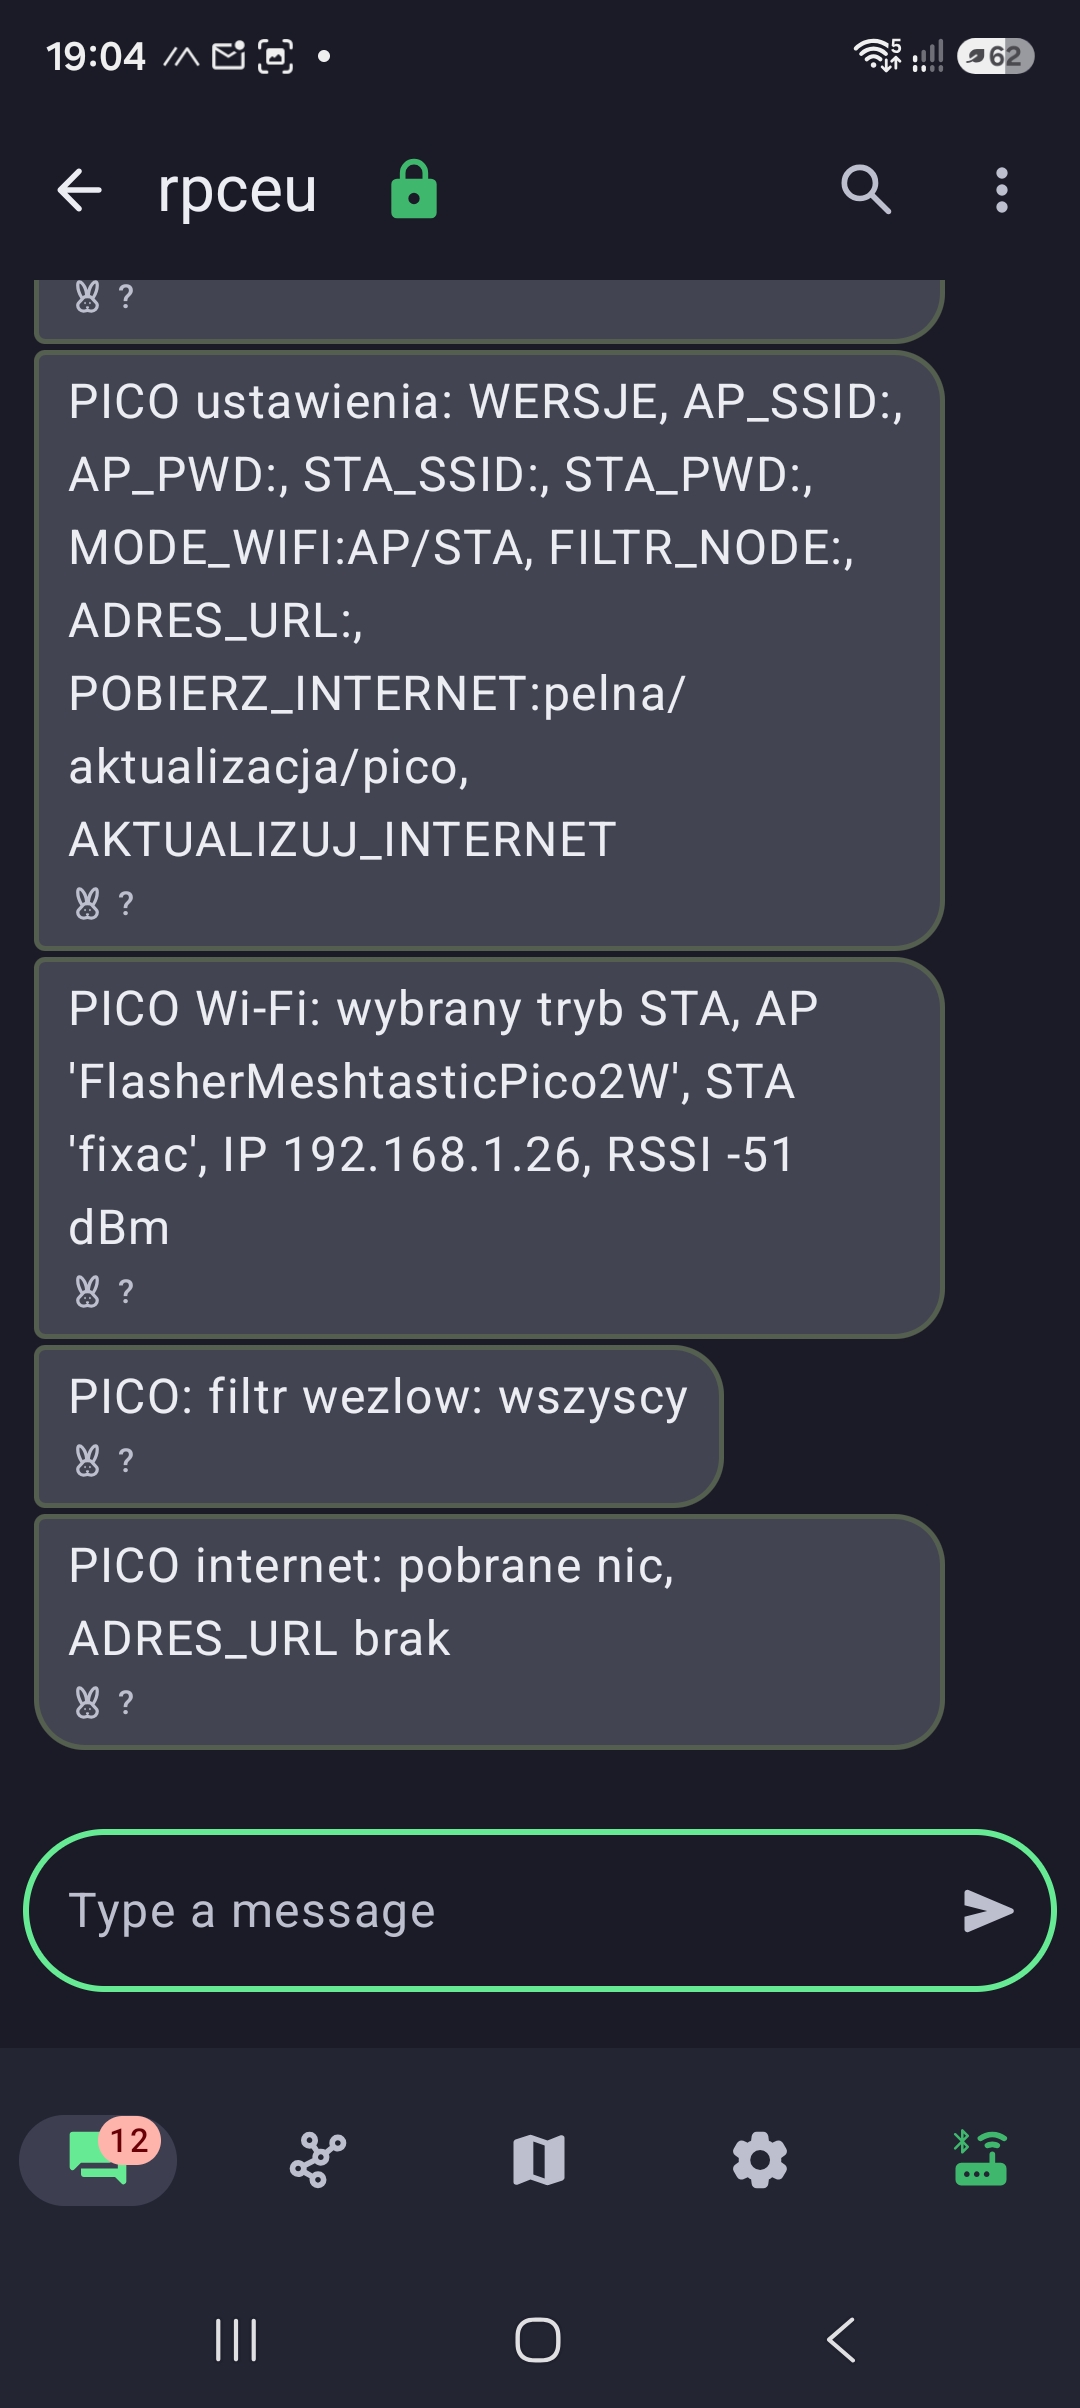 19:04
5
62
rpceu
?
PICO ustawienia: WERSJE, AP_SSID:,
AP_PWD:, STA_SSID:, STA_PWD:,
MODE_WIFI:AP/STA, FILTR_NODE:,
ADRES_URL:,
POBIERZ_INTERNET:pelna/
aktualizacja/pico,
AKTUALIZUJ_INTERNET
?
PICO Wi-Fi: wybrany tryb STA, AP
'FlasherMeshtasticPico2W', STA
'fixac', IP 192.168.1.26, RSSI -51
dBm
?
PICO: filtr wezlow: wszyscy
?
PICO internet: pobrane nic,
ADRES_URL brak
?
Type a message
12